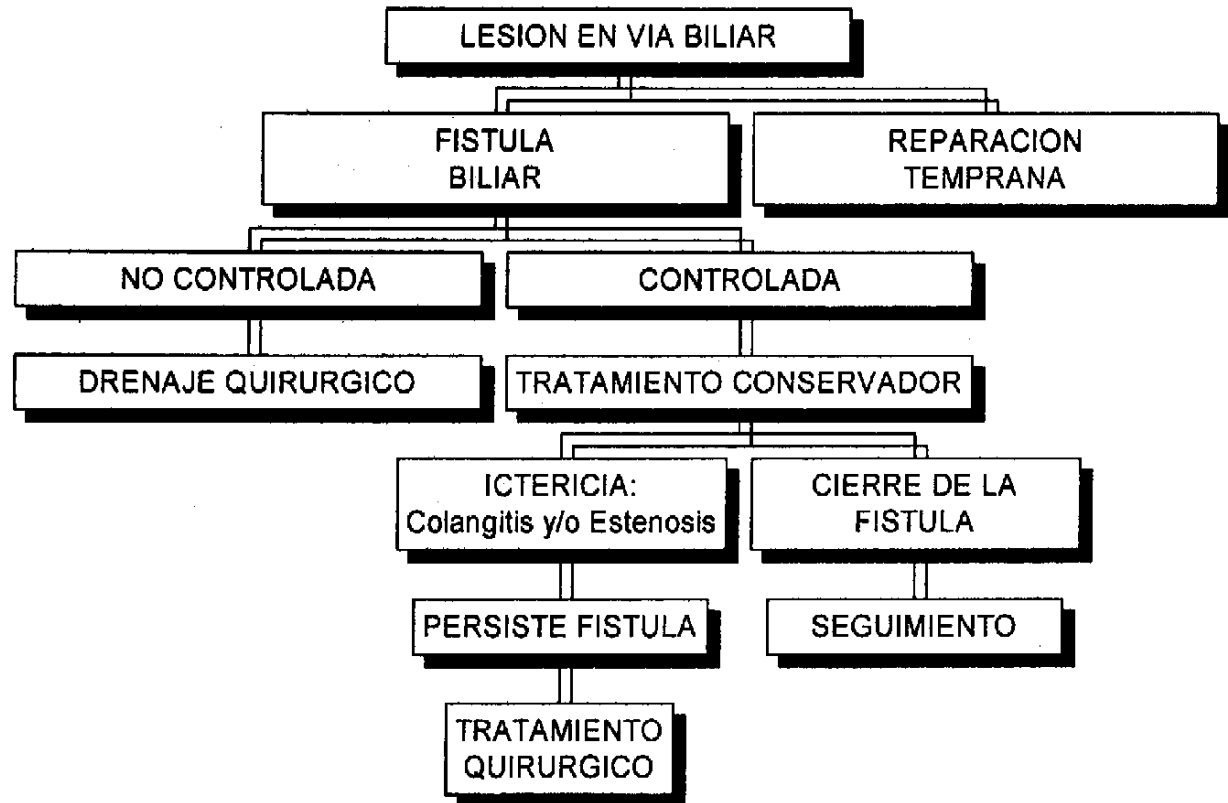 LESION EN VIA BILIAR
FISTULA
BILIAR
REPARACION
TEMPRANA
NO CONTROLADA
CONTROLADA
DRENAJE QUIRURGICO
TRATAMIENTO CONSERVADOR
ICTERICIA:
Colangitis y/o Estenosis
CIERRE DE LA
FISTULA
PERSISTE FISTULA
SEGUIMIENTO
TRATAMIENTO
QUIRURGICO